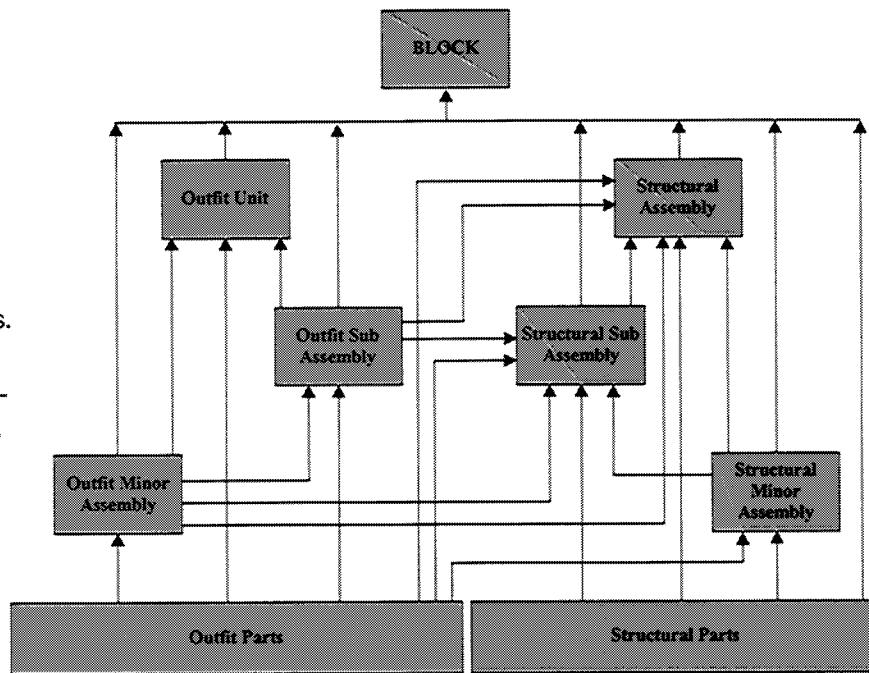 BLOCK
Outfit Unit
Structural
Assembly
s.
Outfit Sub
Assembly
Structural Sub
Assembly
-
Outfit Minor
Assembly
Structural
Minor
Assembly
Outfit Parts
Structural Parts